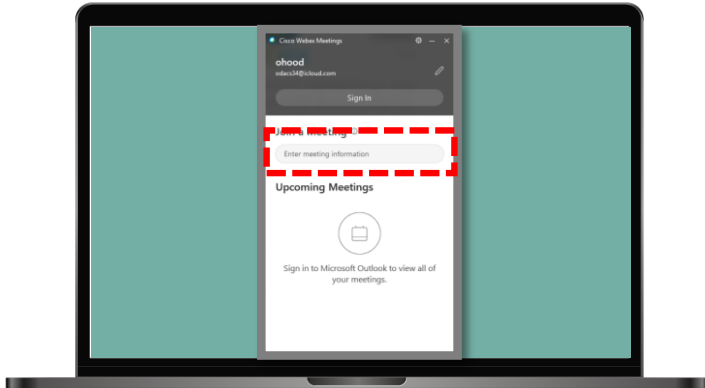 Cisco Webex Meetings
ohood
Sign In
Join a Meeting
Enter meeting information
Upcoming Meetings
Sign in to Microsoft Outlook to view all of
your meetings.